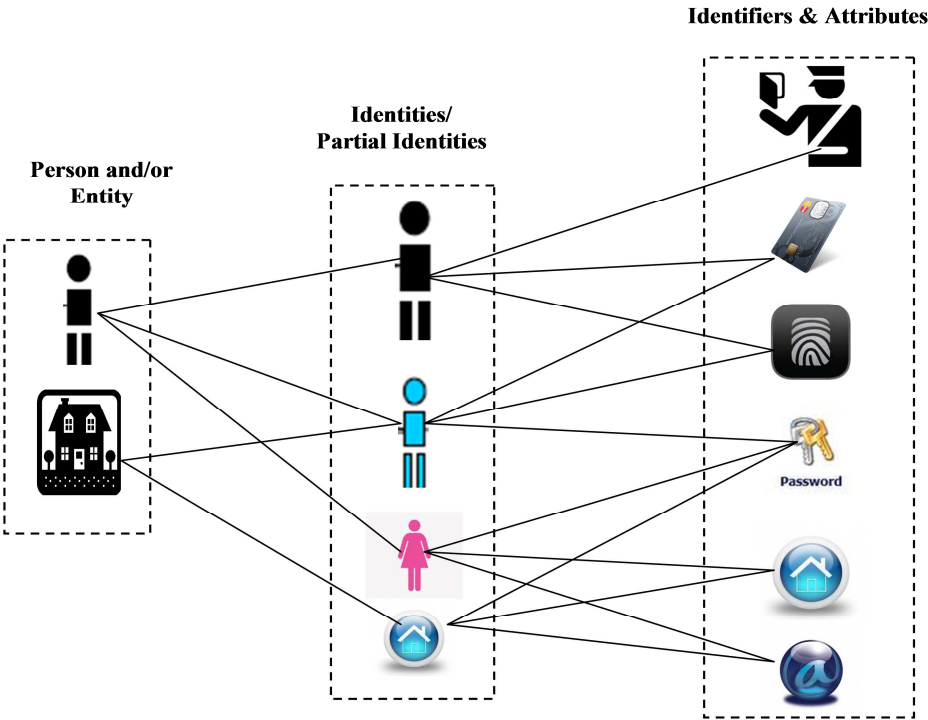 Identifiers & Attributes
Identities/
Partial Identities
Person and/or
Entity
Password